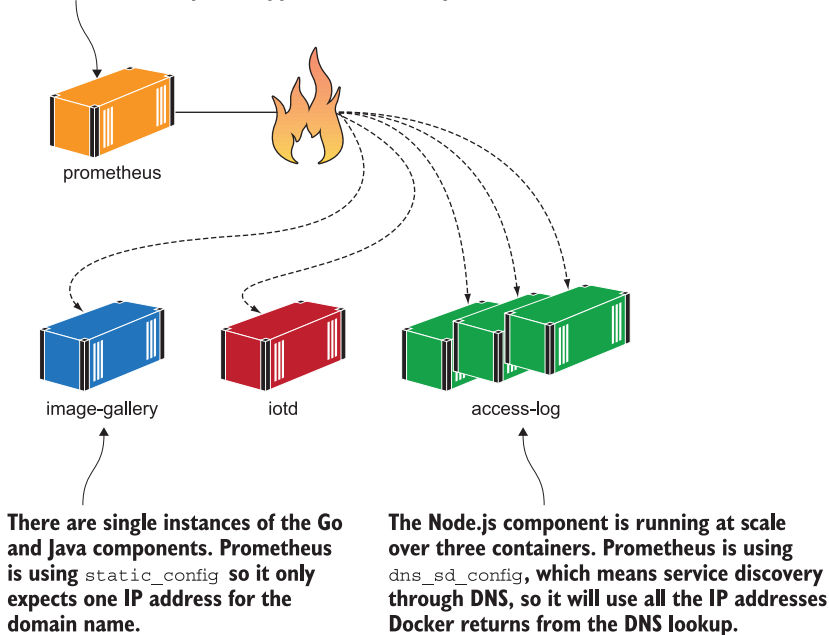 prometheus
image-gallery
iotd
access-log
There are single instances of the Go
and Java components. Prometheus
is using static_config so it only
expects one IP address for the
domain name.
The Node.js component is running at scale
over three containers. Prometheus is using
dns_sd_config, which means service discovery
through DNS, so it will use all the IP addresses
Docker returns from the DNS lookup.